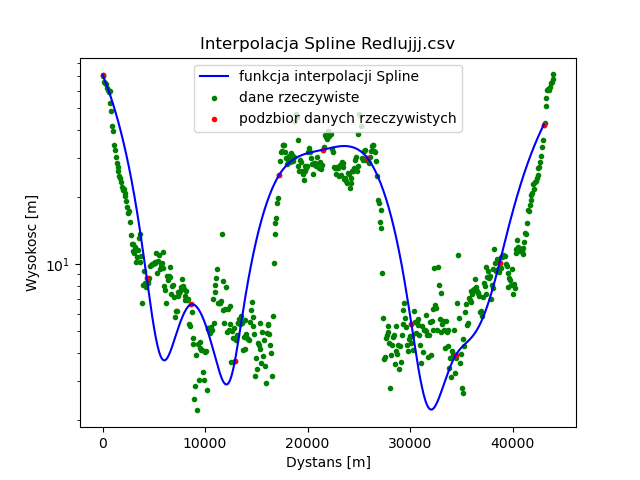 Interpolacja Spline Redlujjj.csv
funkcja interpolacji Spline
dane rzeczywiste
podzbiór danych rzeczywistych
Wysokosc [m]
10¹
0 10000 20000 30000 40000
Dystans [m]